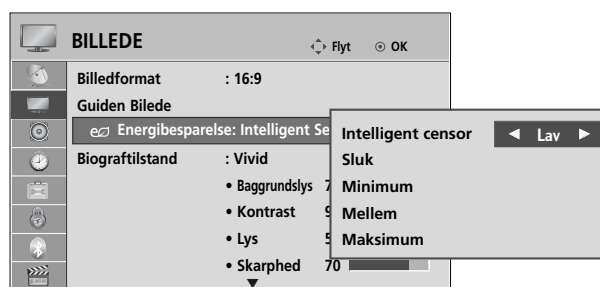 BILLEDE
Flyt
OK
Billedformat : 16:9
Guiden Bilede
Energibesparelse: Intelligent Se
Biograftilstand : Vivid
• Baggrundslys 7
• Kontrast 9
• Lys 5
• Skarphed 70
Intelligent censor ◄ Lav ►
Sluk
Minimum
Mellem
Maksimum